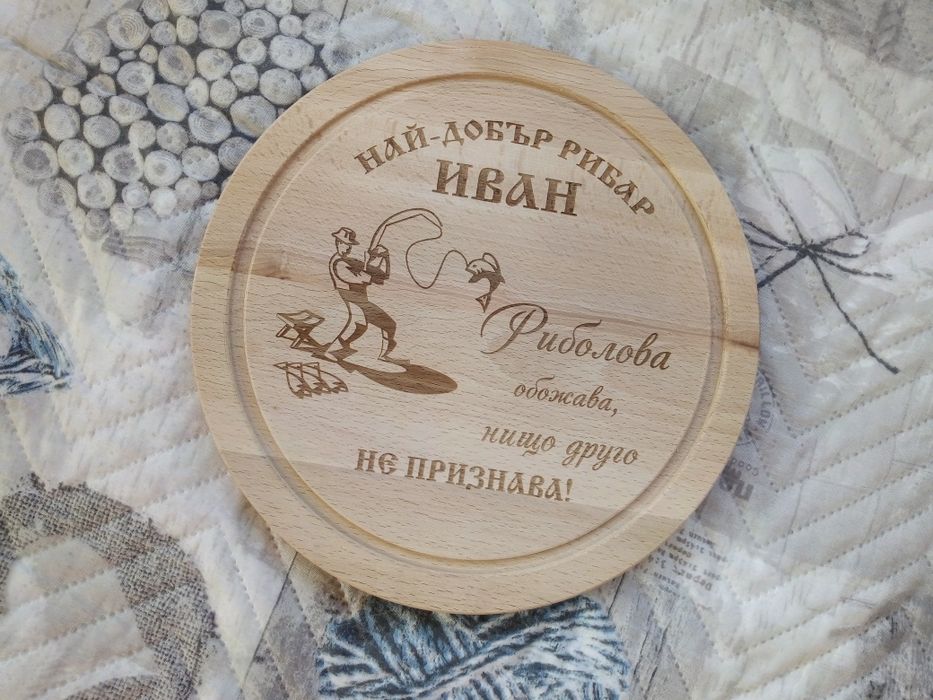 НАЙ-ДОБЪР РИБАР
ИВАН
Риболова
обожава,
нищо друго
НЕ ПРИЗНАВА!